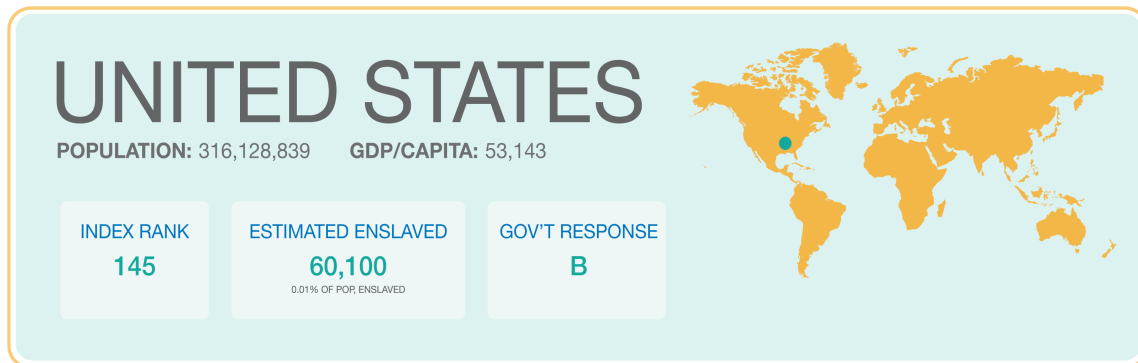 UNITED STATES
POPULATION: 316,128,839 GDP/CAPITA: 53,143
INDEX RANK
145
ESTIMATED ENSLAVED
60,100
0.01% OF POP, ENSLAVED
GOV'T RESPONSE
B